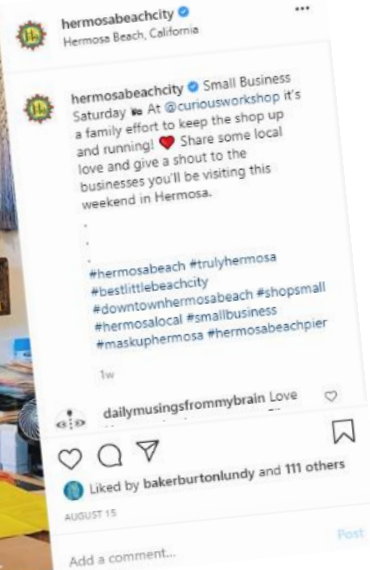 hermosabeachcity
Hermosa Beach, California
hermosabeachcity Small Business
Saturday At @curiousworkshop it's
a family effort to keep the shop up
and running! ❤️ Share some local
love and give a shout to the
businesses you'll be visiting this
weekend in Hermosa.
.
.
.
#hermosabeach #trulyhermosa
#bestlittlebeachcity
#downtownhermosabeach #shopsmall
#hermosalocal #smallbusiness
#maskuphermosa #hermosabeachpier
1w
dailymusingsfrommybrain Love
Liked by bakerburtonlundy and 111 others
AUGUST 15
Add a comment...
Post